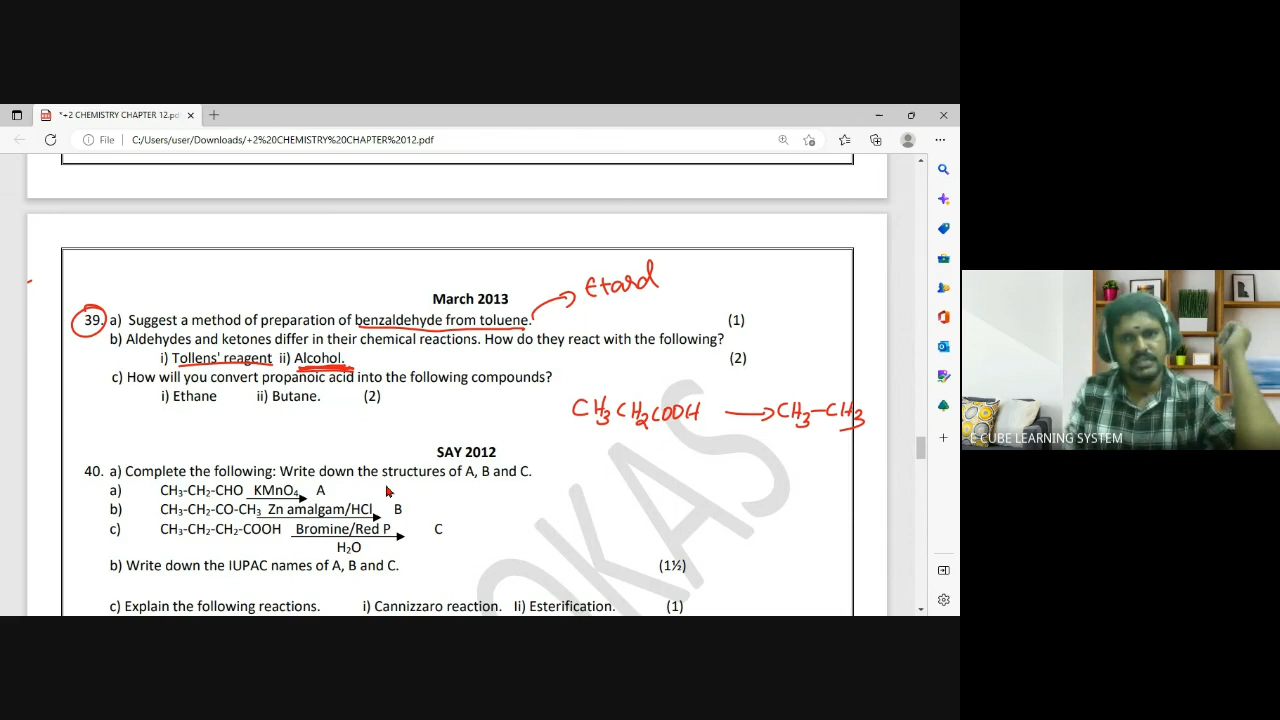 *+2 CHEMISTRY CHAPTER 12.pd
File C:/Users/user/Downloads/+2%20CHEMISTRY%20CHAPTER%2012.pdf
Etard
March 2013
39. a) Suggest a method of preparation of benzaldehyde from toluene. (1)
b) Aldehydes and ketones differ in their chemical reactions. How do they react with the following?
i) Tollens' reagent ii) Alcohol. (2)
c) How will you convert propanoic acid into the following compounds?
i) Ethane ii) Butane. (2)
CH₃CH₂COOH ⟶ CH₃–CH₃
SAY 2012
40. a) Complete the following: Write down the structures of A, B and C.
a) CH₃-CH₂-CHO KMnO₄ A
b) CH₃-CH₂-CO-CH₃ Zn amalgam/HCl B
c) CH₃-CH₂-CH₂-COOH Bromine/Red P C
H₂O
b) Write down the IUPAC names of A, B and C. (1½)
c) Explain the following reactions. i) Cannizzaro reaction. Ii) Esterification. (1)
OKAS
E CUBE LEARNING SYSTEM